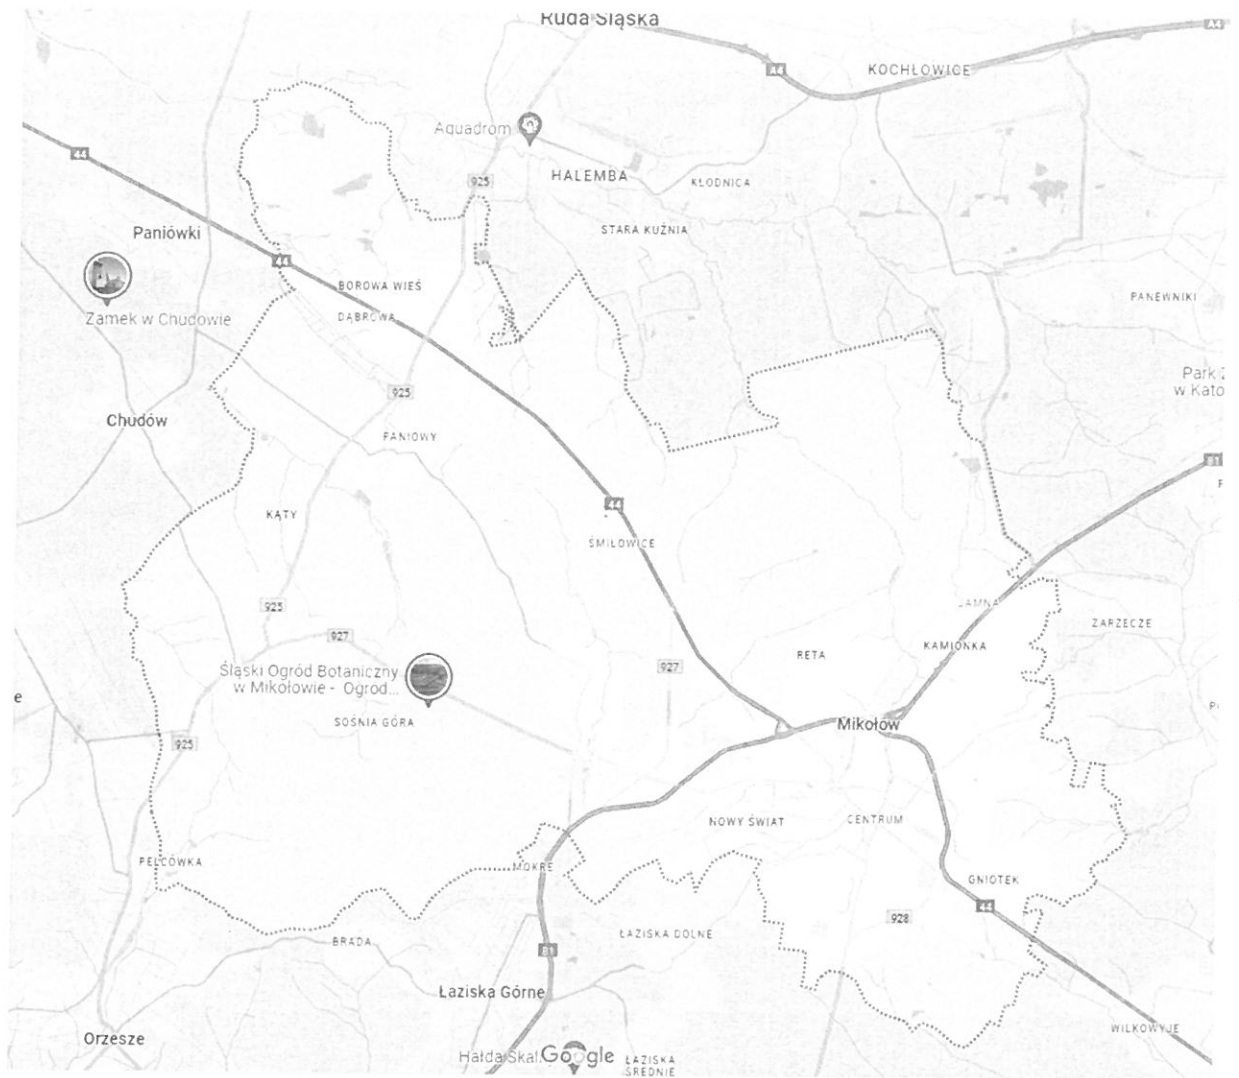 Ruda Śląska
A4
A4
KOCHŁOWICE
Aquadrom
44
925
HALEMBA
KŁODNICA
Paniówki
STARA KUŹNIA
44
BOROWA WIEŚ
PANEWNIKI
Zamek w Chudowie
DĄBROWA
Park Ż
w Kato
925
Chudów
PANIOWY
81
44
KĄTY
ŚMIŁOWICE
925
JAMNA
ZARZECZE
927
RETA
KAMIONKA
927
Śląski Ogród Botaniczny
w Mikołowie - Ogród...
e
SOŚNIA GÓRA
Mikołów
925
NOWY ŚWIAT
CENTRUM
PEŁCÓWKA
MOKRE
GNIOTEK
44
928
ŁAZISKA DOLNE
BRADA
81
Łaziska Górne
WILKOWYJE
Orzesze
Hałda Skal...
Google
ŁAZISKA
ŚREDNIE